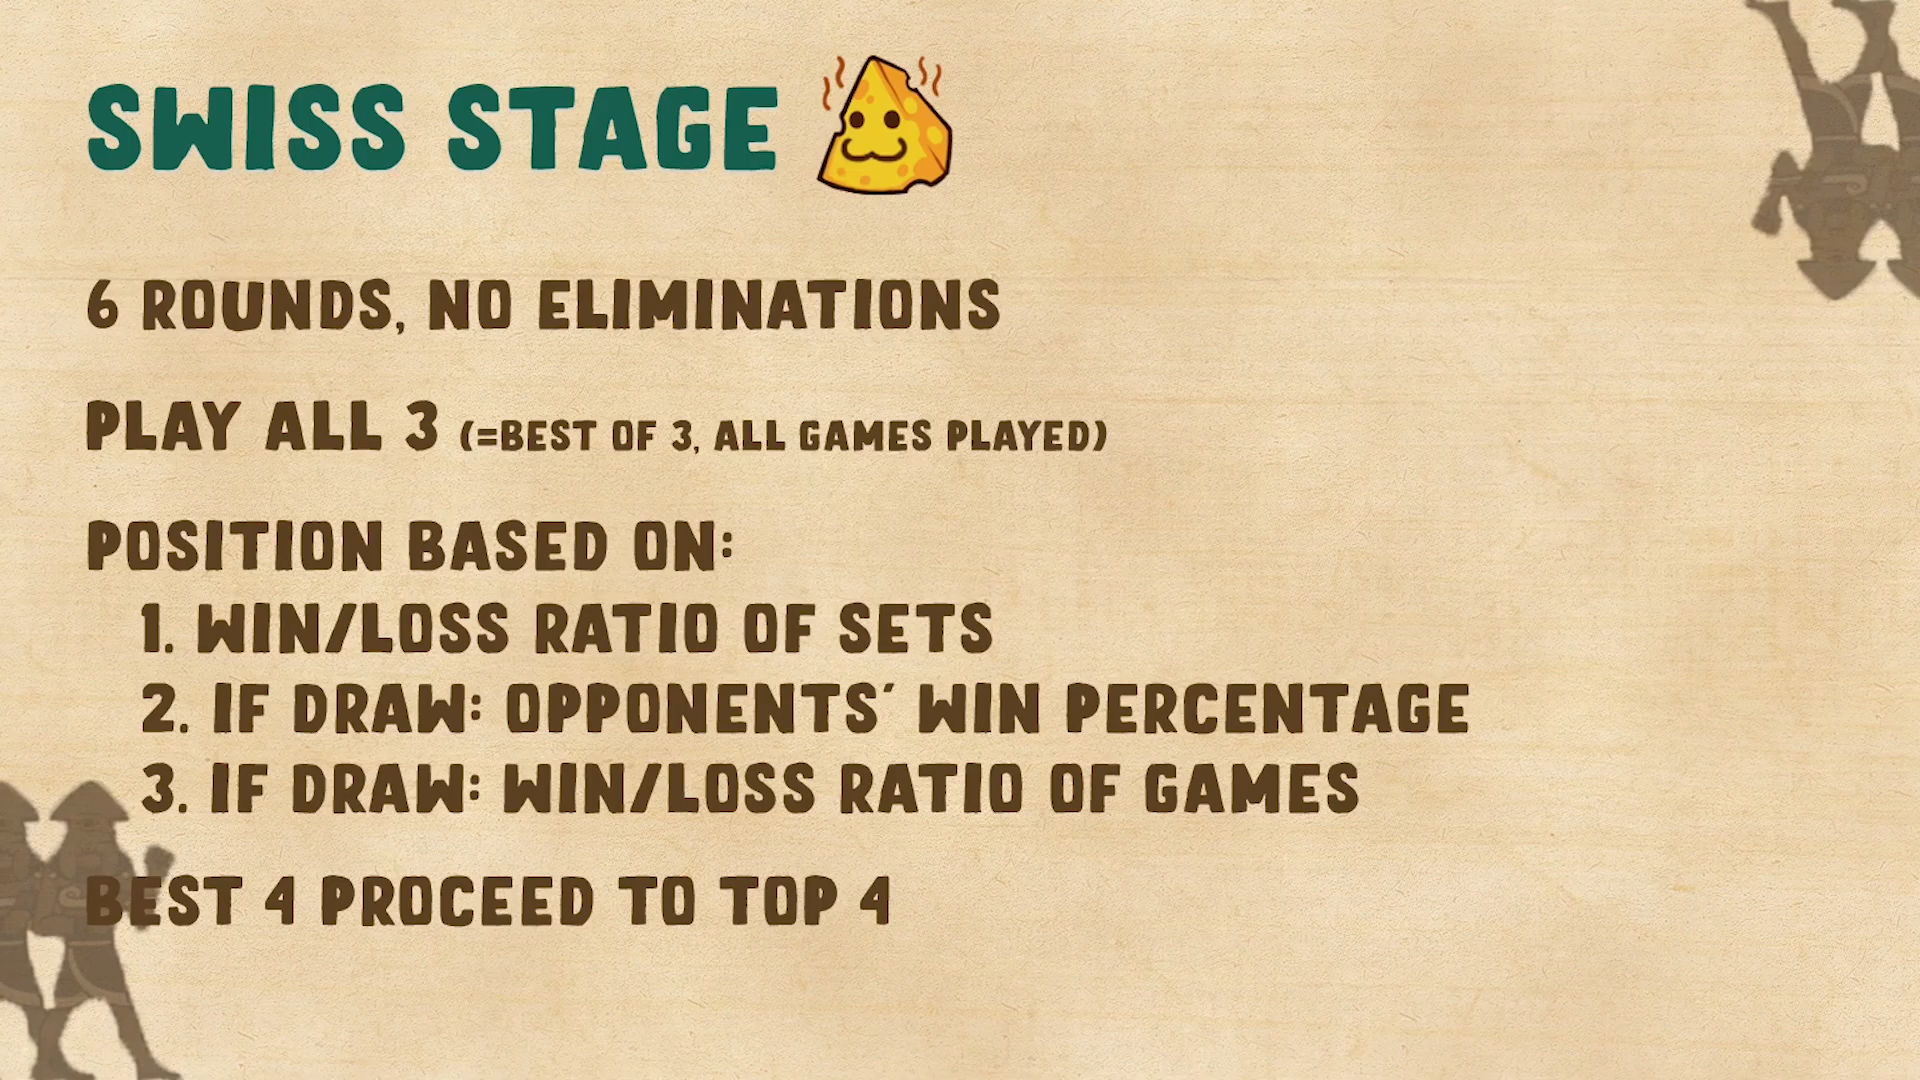 SWISS STAGE
6 ROUNDS, NO ELIMINATIONS
PLAY ALL 3 (=BEST OF 3, ALL GAMES PLAYED)
POSITION BASED ON:
1. WIN/LOSS RATIO OF SETS
2. IF DRAW: OPPONENTS' WIN PERCENTAGE
3. IF DRAW: WIN/LOSS RATIO OF GAMES
BEST 4 PROCEED TO TOP 4